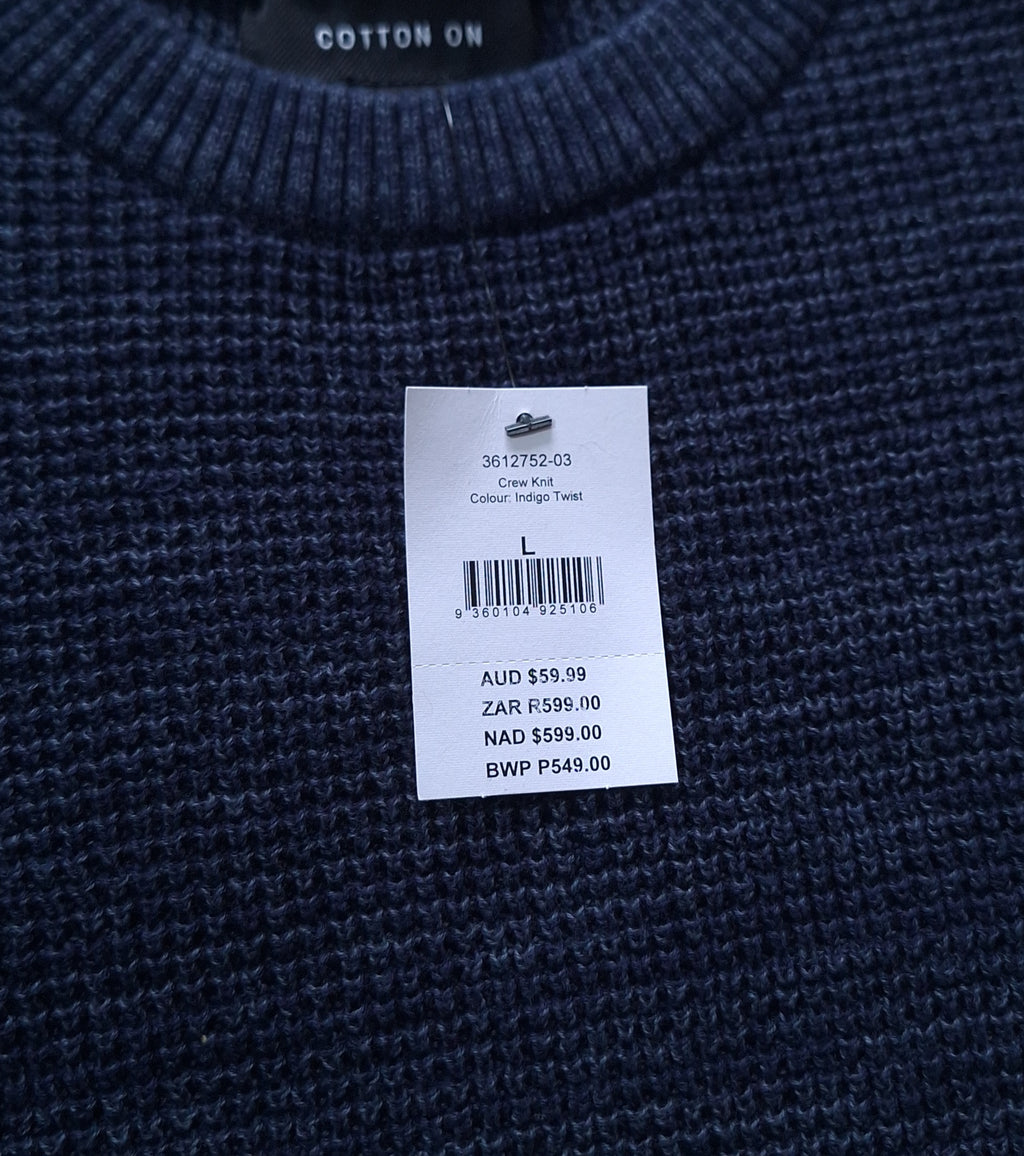 COTTON ON
3612752-03
Crew Knit
Colour: Indigo Twist
L
9 360104 925106
AUD $59.99
ZAR R599.00
NAD $599.00
BWP P549.00